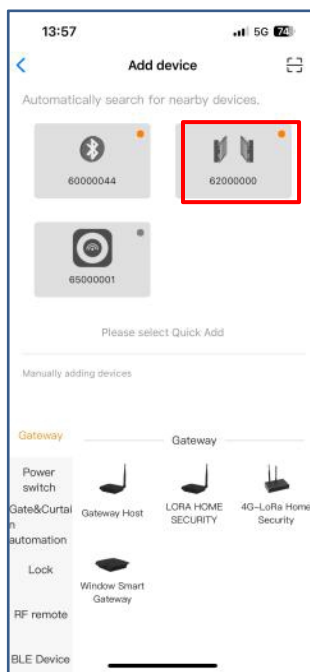 13:57
5G 74
Add device
Automatically search for nearby devices.
60000044
62000000
65000001
Please select Quick Add
Manually adding devices
Gateway
Gateway
Power
switch
Gate&Curtai
n
automation
Lock
RF remote
BLE Device
Gateway Host
LORA HOME
SECURITY
4G-LoRa Home
Security
Window Smart
Gateway